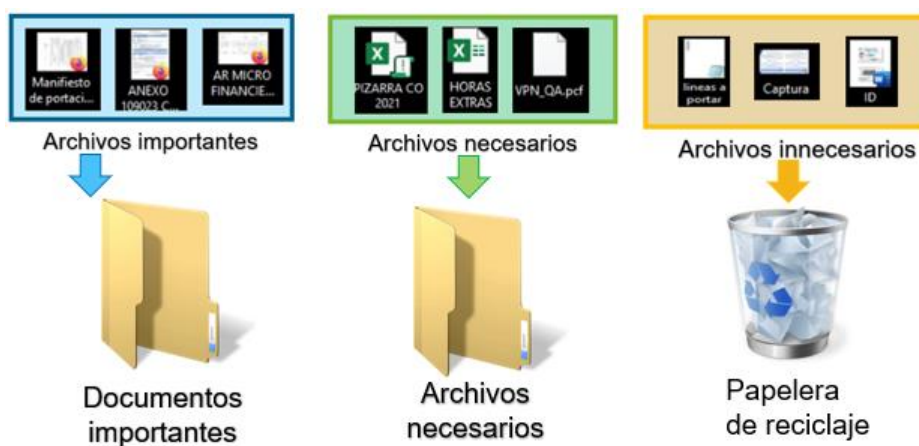 Manifiesto
de portaci...
ANEXO
109023 C...
AR MICRO
FINANCIE...
PIZARRA CO
2021
HORAS
EXTRAS
VPN_QA.pcf
lineas a
portar
Captura
ID
Archivos importantes
Archivos necesarios
Archivos innecesarios
Documentos
importantes
Archivos
necesarios
Papelera
de reciclaje